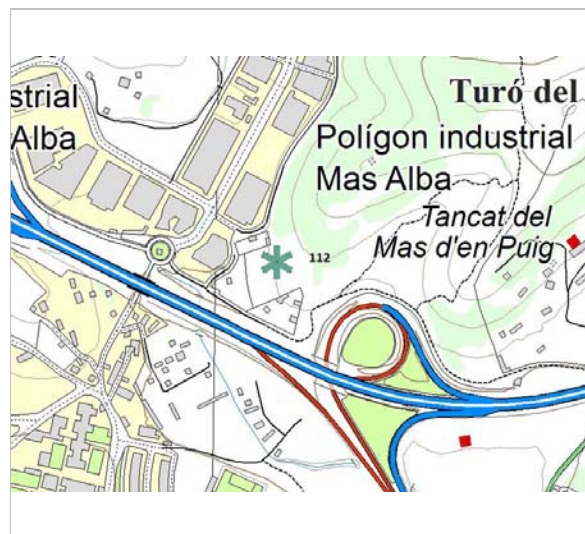 Turó del
strial
Alba
Polígon industrial
Mas Alba
Tancat del
Mas d'en Puig
112